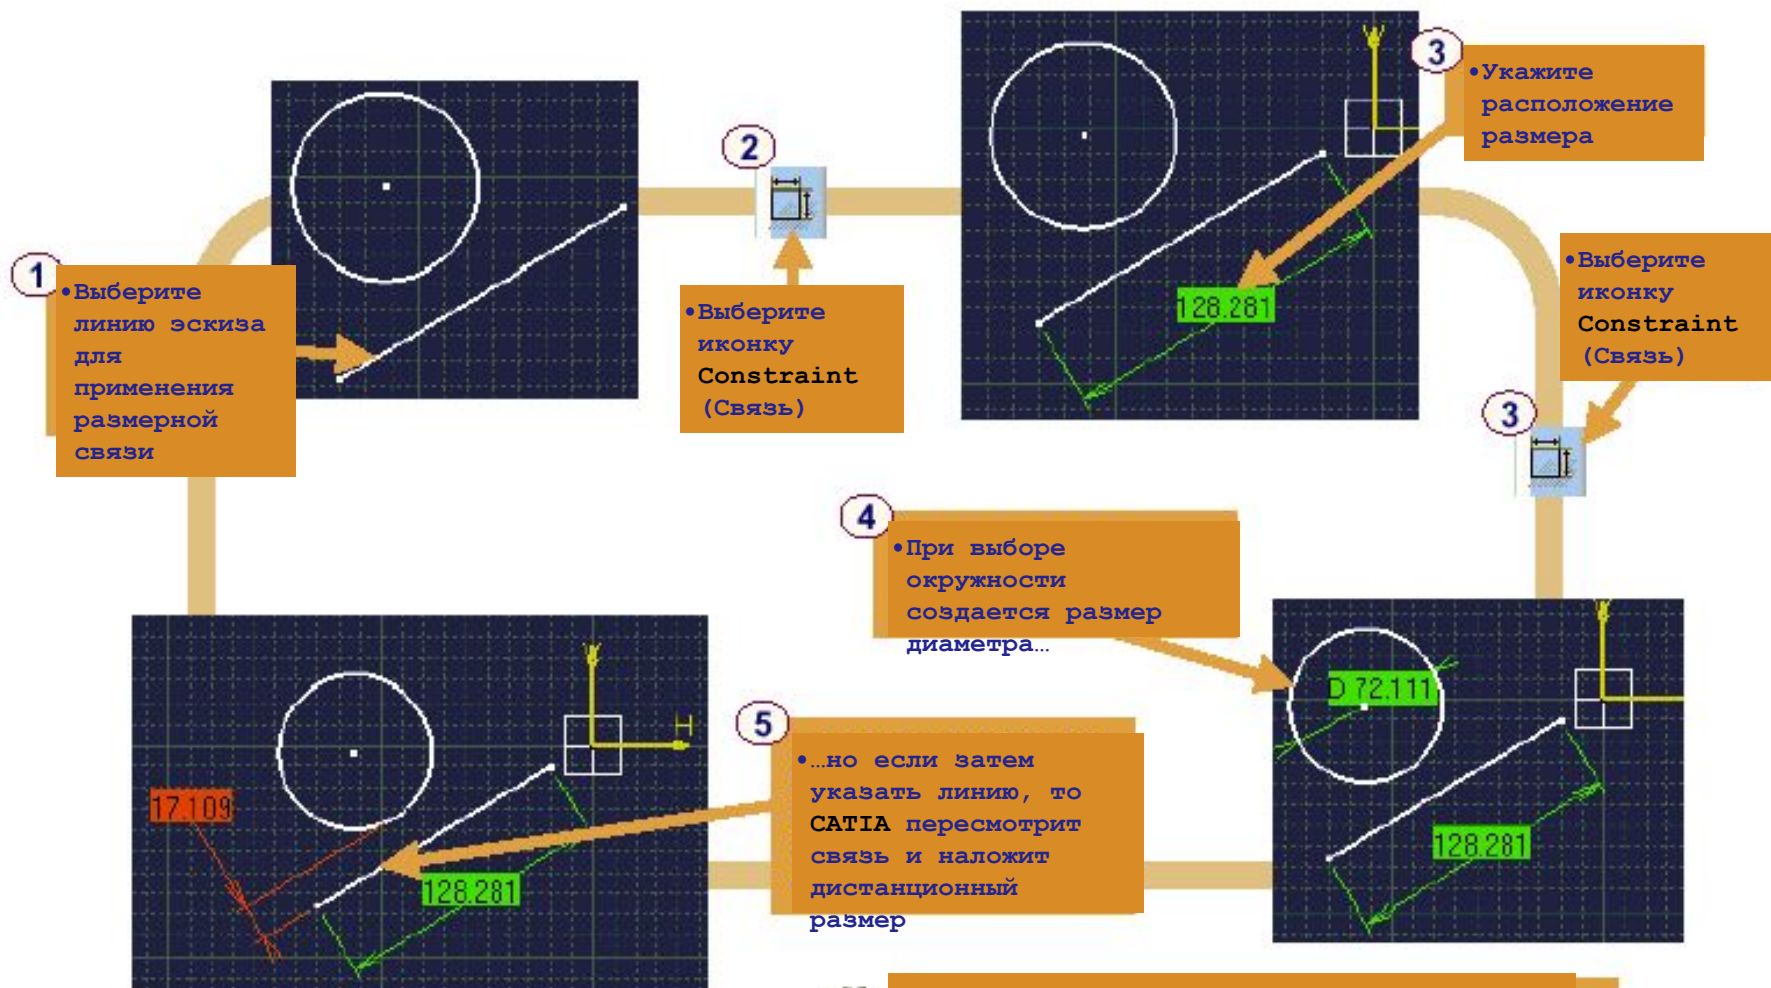 1
•Выберите
линию эскиза
для
применения
размерной
связи
2
•Выберите
иконку
Constraint
(Связь)
3
•Укажите
расположение
размера
128.281
•Выберите
иконку
Constraint
(Связь)
3
4
•При выборе
окружности
создается размер
диаметра…
D 72.111
128.281
5
•…но если затем
указать линию, то
CATIA пересмотрит
связь и наложит
дистанционный
размер
H
17.109
128.281